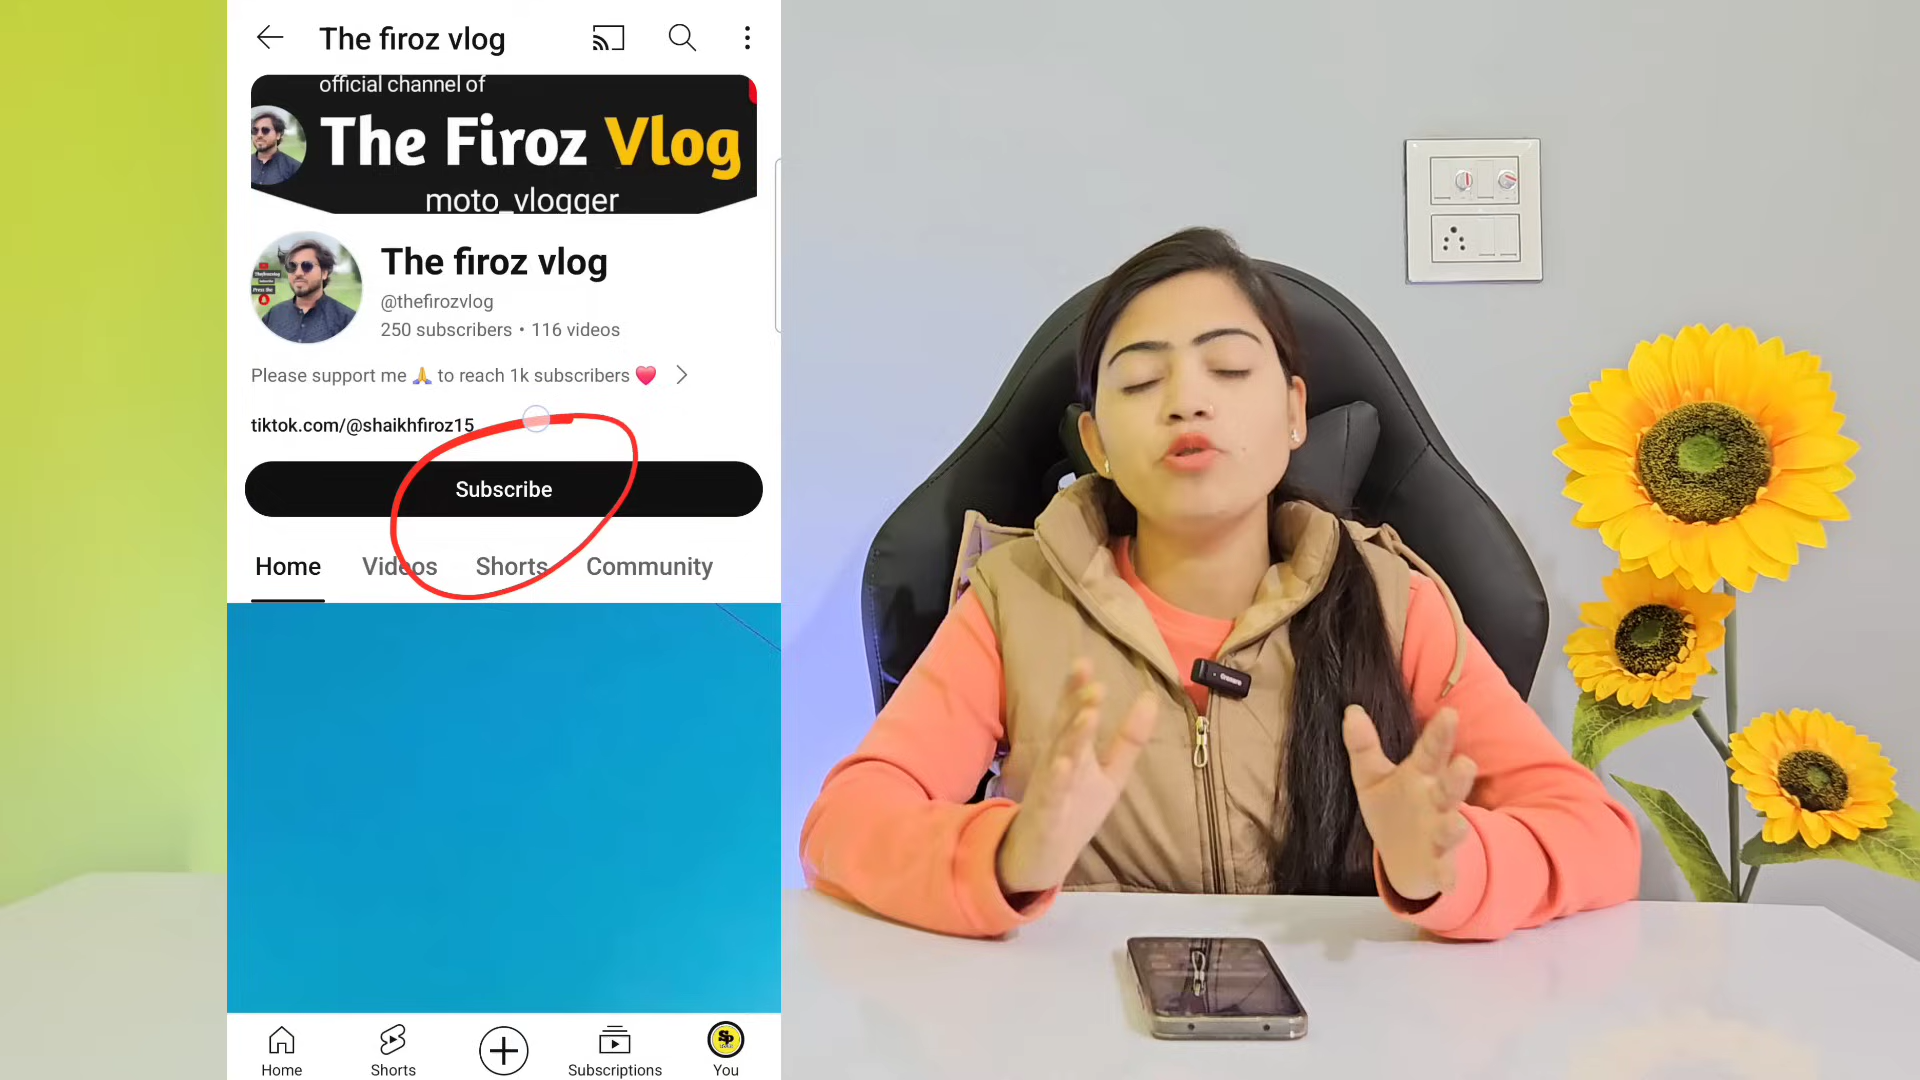 The firoz vlog
official channel of
The Firoz Vlog
moto_vlogger
The firoz vlog
@thefirozvlog
250 subscribers • 116 videos
Please support me 🙏 to reach 1k subscribers ❤️
tiktok.com/@shaikhfiroz15
Subscribe
Home Videos Shorts Community
Home Shorts Subscriptions You